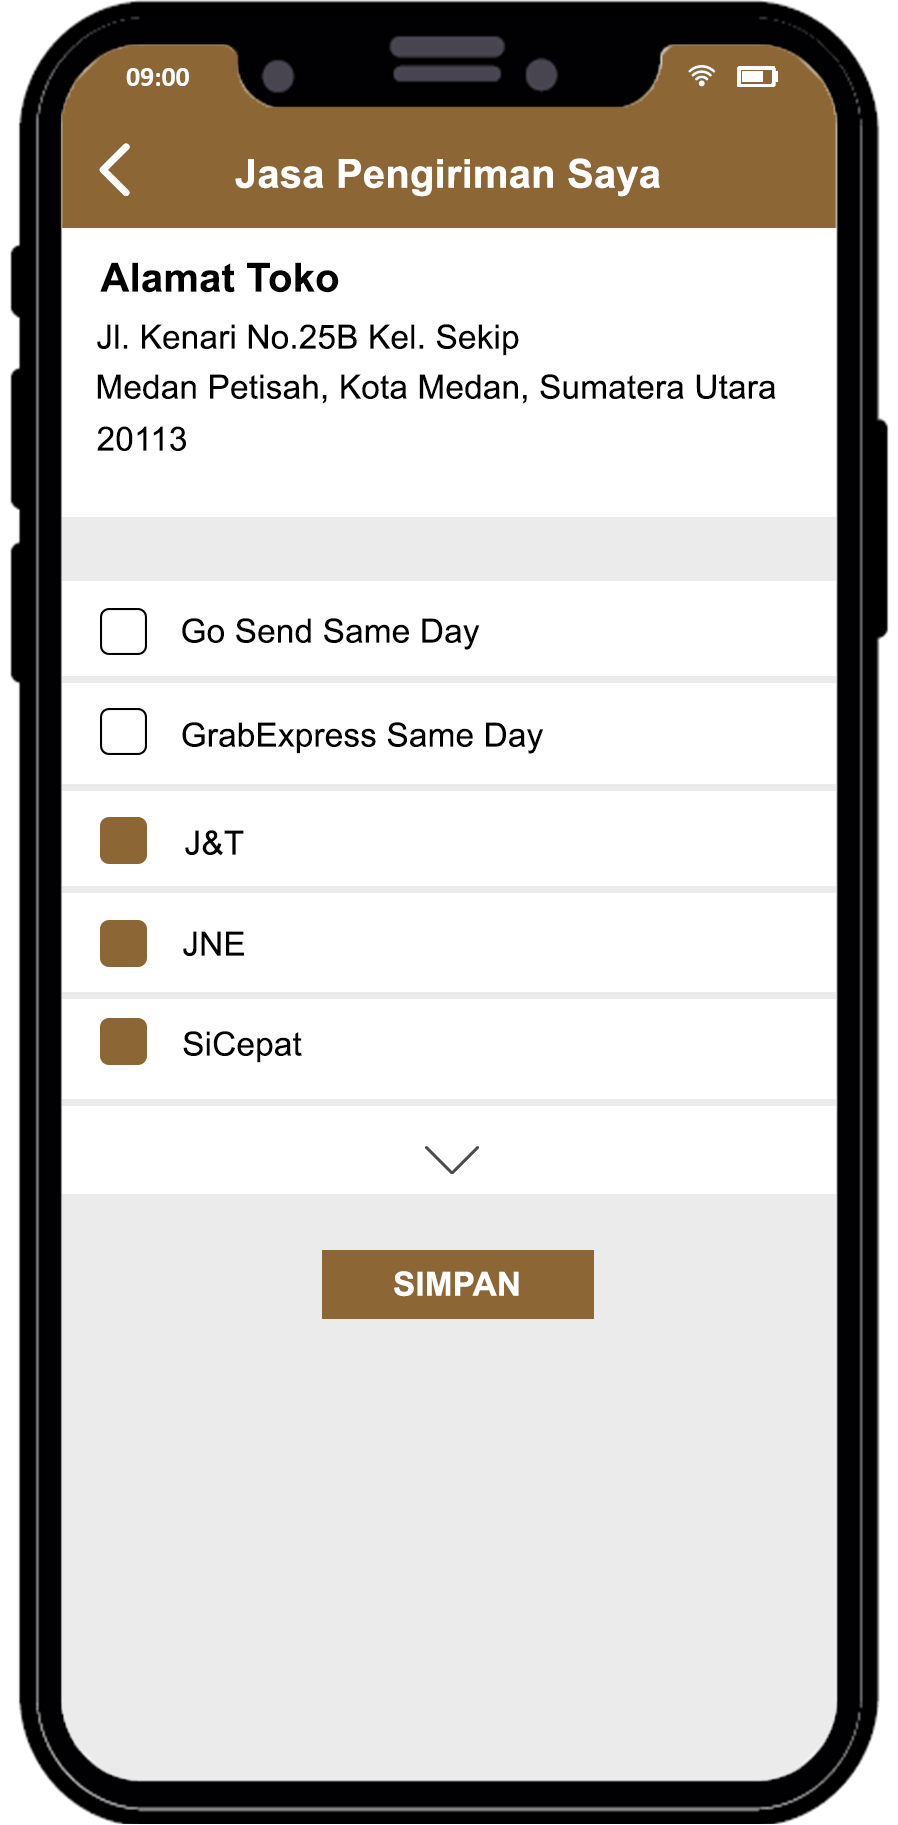 09:00
Jasa Pengiriman Saya
Alamat Toko
Jl. Kenari No.25B Kel. Sekip
Medan Petisah, Kota Medan, Sumatera Utara
20113
Go Send Same Day
GrabExpress Same Day
J&T
JNE
SiCepat
SIMPAN